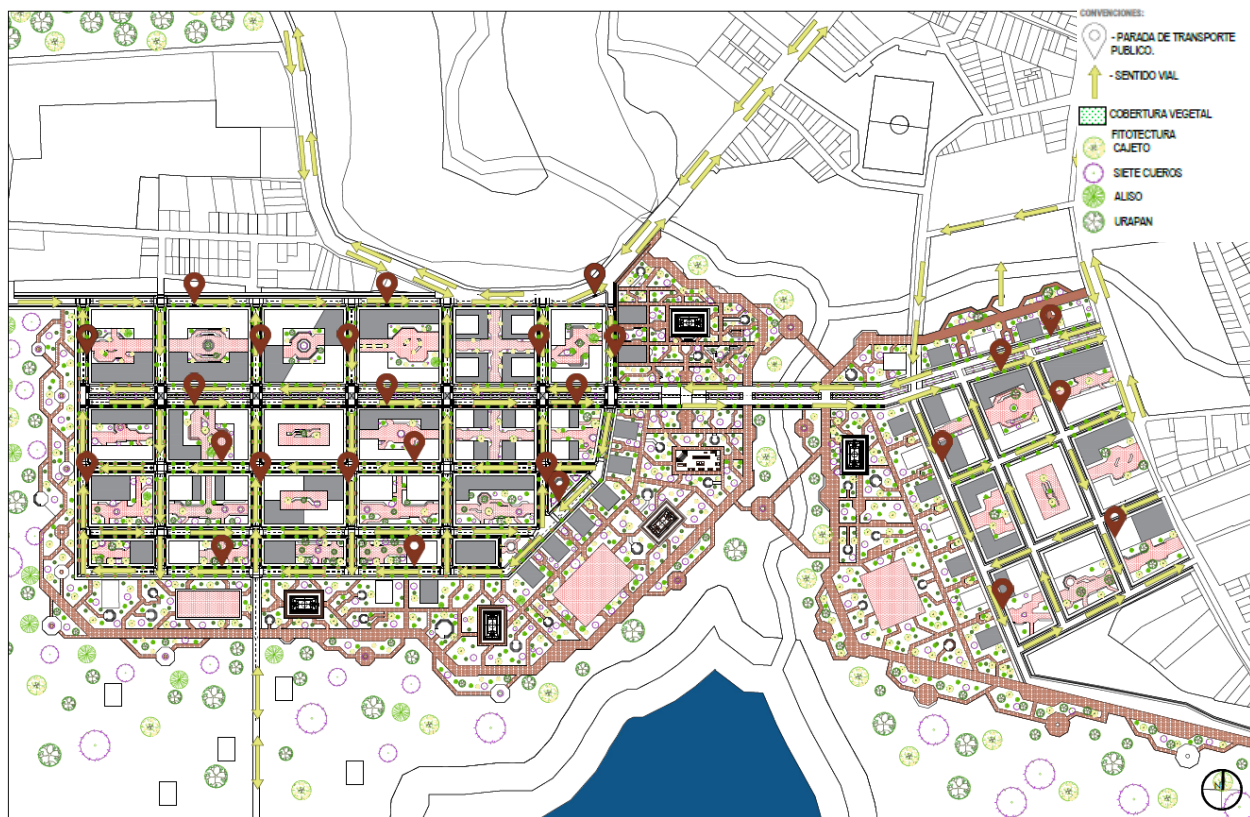 CONVENCIONES:
- PARADA DE TRANSPORTE
PUBLICO.
- SENTIDO VIAL
COBERTURA VEGETAL
FITOTECTURA
CAJETO
SIETE CUEROS
ALISO
URAPAN
N